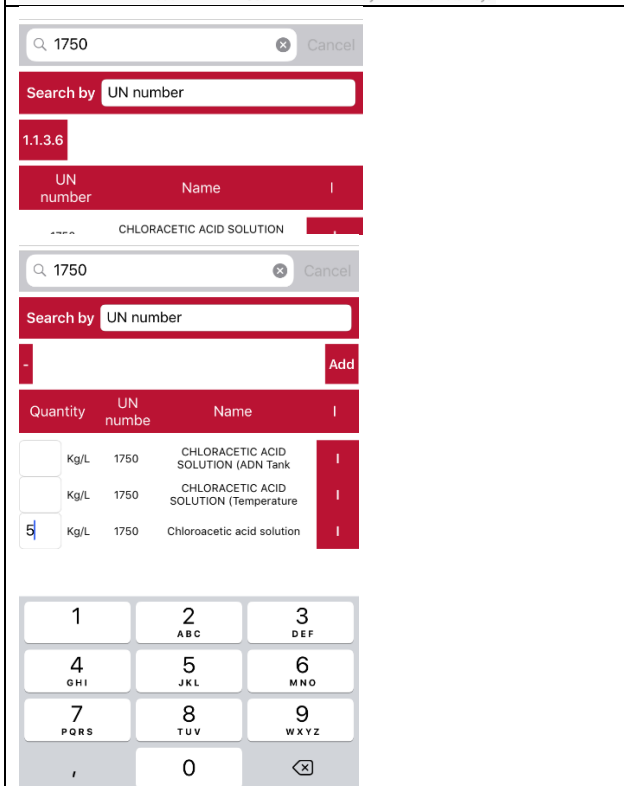 1750 Cancel
Search by UN number
1.1.3.6
UN number Name I
CHLORACETIC ACID SOLUTION
1750 Cancel
Search by UN number
- Add
Quantity UN numbe Name I
Kg/L 1750 CHLORACETIC ACID SOLUTION (ADN Tank I
Kg/L 1750 CHLORACETIC ACID SOLUTION (Temperature I
5 Kg/L 1750 Chloroacetic acid solution I
1 2 3
ABC DEF
4 5 6
GHI JKL MNO
7 8 9
PQRS TUV WXYZ
, 0